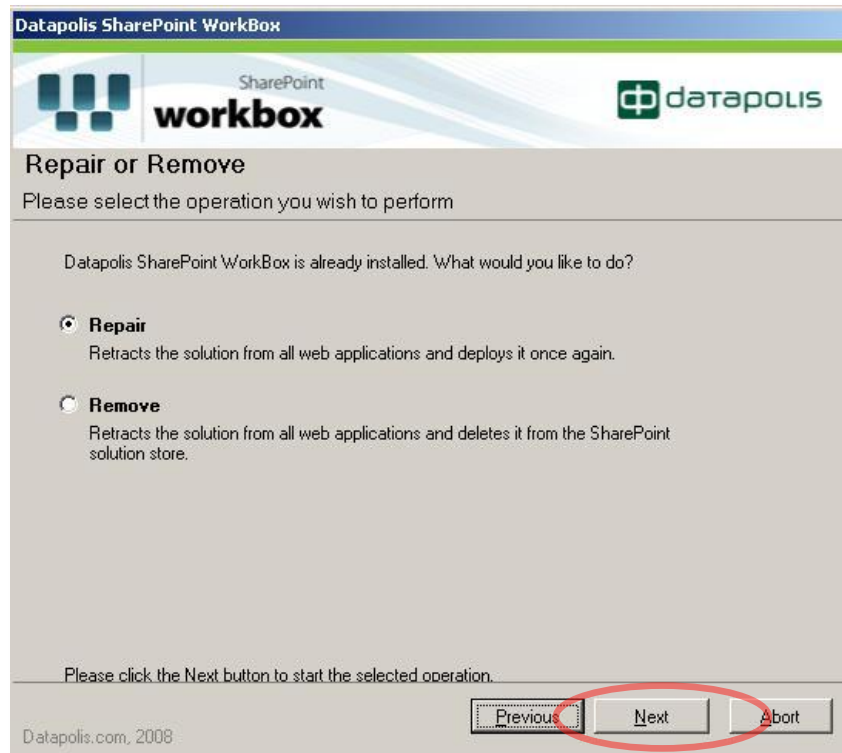 Datapolis SharePoint WorkBox
SharePoint
workbox
datapolis
Repair or Remove
Please select the operation you wish to perform
Datapolis SharePoint WorkBox is already installed. What would you like to do?
Repair
Retracts the solution from all web applications and deploys it once again.
Remove
Retracts the solution from all web applications and deletes it from the SharePoint
solution store.
Please click the Next button to start the selected operation.
Previous Next Abort
Datapolis.com, 2008